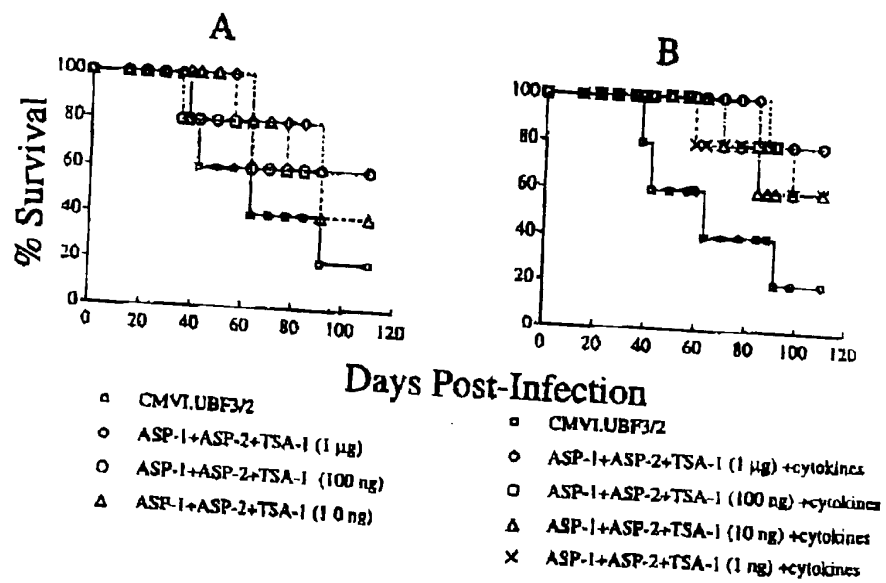 A
100
80
60
40
20
0
0 20 40 60 80 100 120
% Survival
B
100
80
60
40
20
0
0 20 40 60 80 100 120
Days Post-Infection
CMVI.UBF3/2
ASP-1+ASP-2+TSA-1 (1 µg)
ASP-1+ASP-2+TSA-1 (100 ng)
ASP-1+ASP-2+TSA-1 (10 ng)
CMVI.UBF3/2
ASP-1+ASP-2+TSA-1 (1 µg) +cytokines
ASP-1+ASP-2+TSA-1 (100 ng) +cytokines
ASP-1+ASP-2+TSA-1 (10 ng) +cytokines
ASP-1+ASP-2+TSA-1 (1 ng) +cytokines